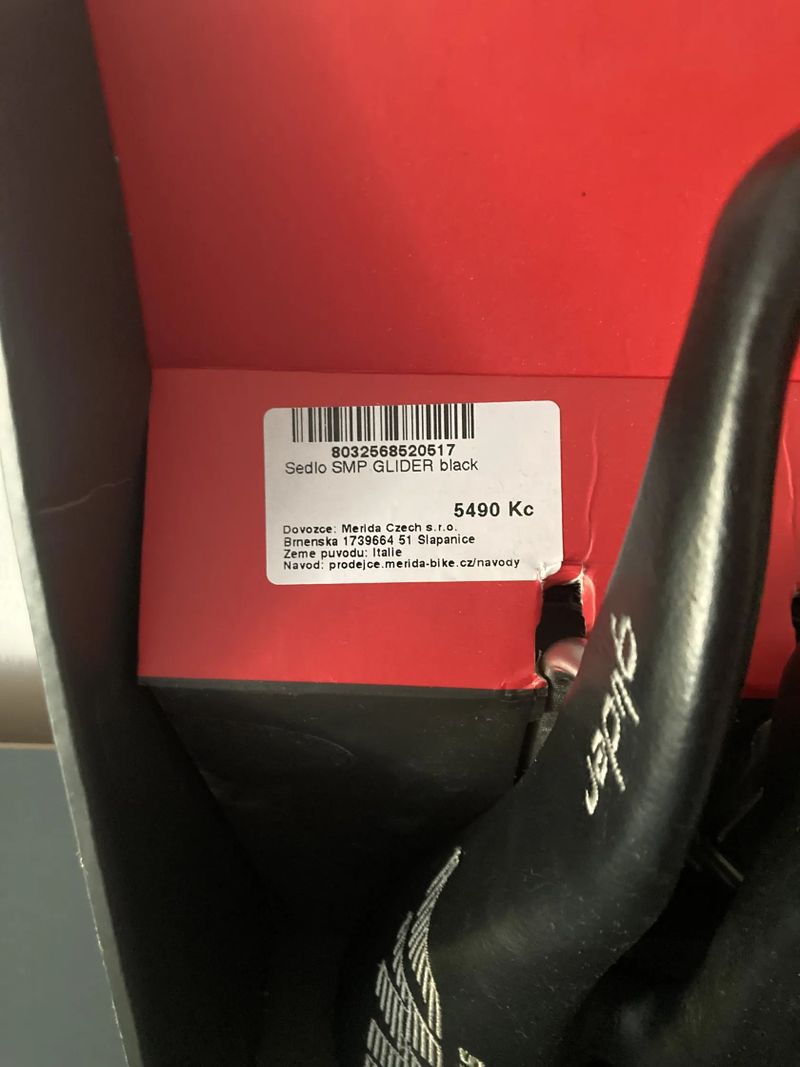 8032568520517
Sedlo SMP GLIDER black
5490 Kc
Dovozce: Merida Czech s.r.o.
Brnenska 1739664 51 Slapanice
Zeme puvodu: Italie
Navod: prodejce.merida-bike.cz/navody
glider